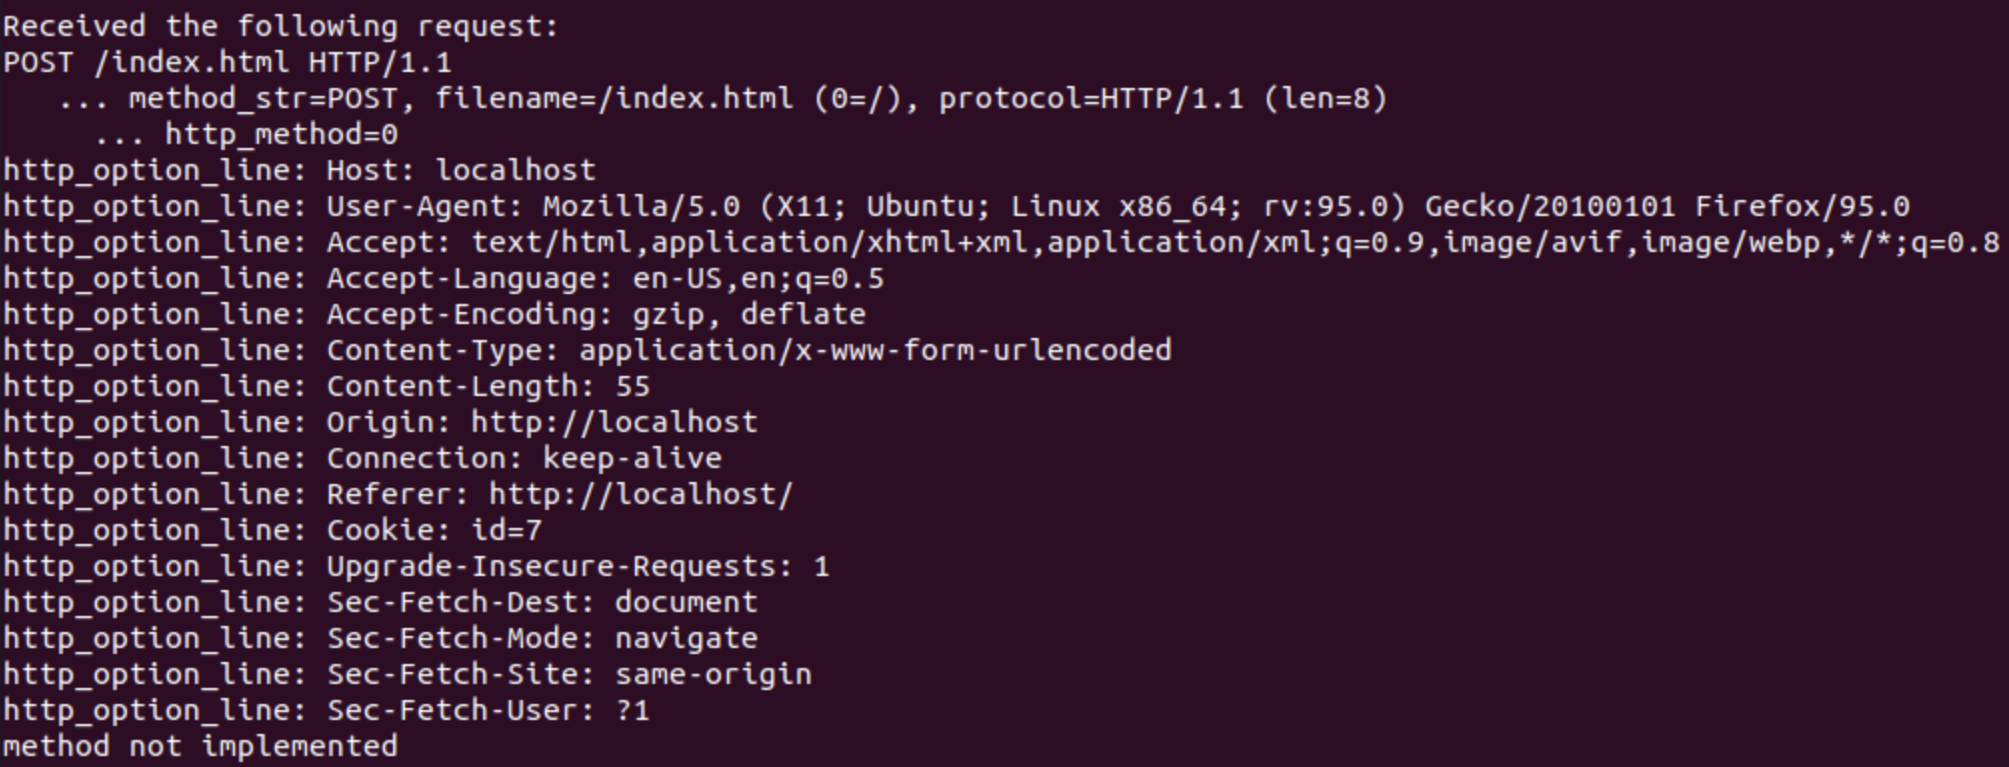 Received the following request:
POST /index.html HTTP/1.1
   ... method_str=POST, filename=/index.html (0=/), protocol=HTTP/1.1 (len=8)
     ... http_method=0
http_option_line: Host: localhost
http_option_line: User-Agent: Mozilla/5.0 (X11; Ubuntu; Linux x86_64; rv:95.0) Gecko/20100101 Firefox/95.0
http_option_line: Accept: text/html,application/xhtml+xml,application/xml;q=0.9,image/avif,image/webp,*/*;q=0.8
http_option_line: Accept-Language: en-US,en;q=0.5
http_option_line: Accept-Encoding: gzip, deflate
http_option_line: Content-Type: application/x-www-form-urlencoded
http_option_line: Content-Length: 55
http_option_line: Origin: http://localhost
http_option_line: Connection: keep-alive
http_option_line: Referer: http://localhost/
http_option_line: Cookie: id=7
http_option_line: Upgrade-Insecure-Requests: 1
http_option_line: Sec-Fetch-Dest: document
http_option_line: Sec-Fetch-Mode: navigate
http_option_line: Sec-Fetch-Site: same-origin
http_option_line: Sec-Fetch-User: ?1
method not implemented